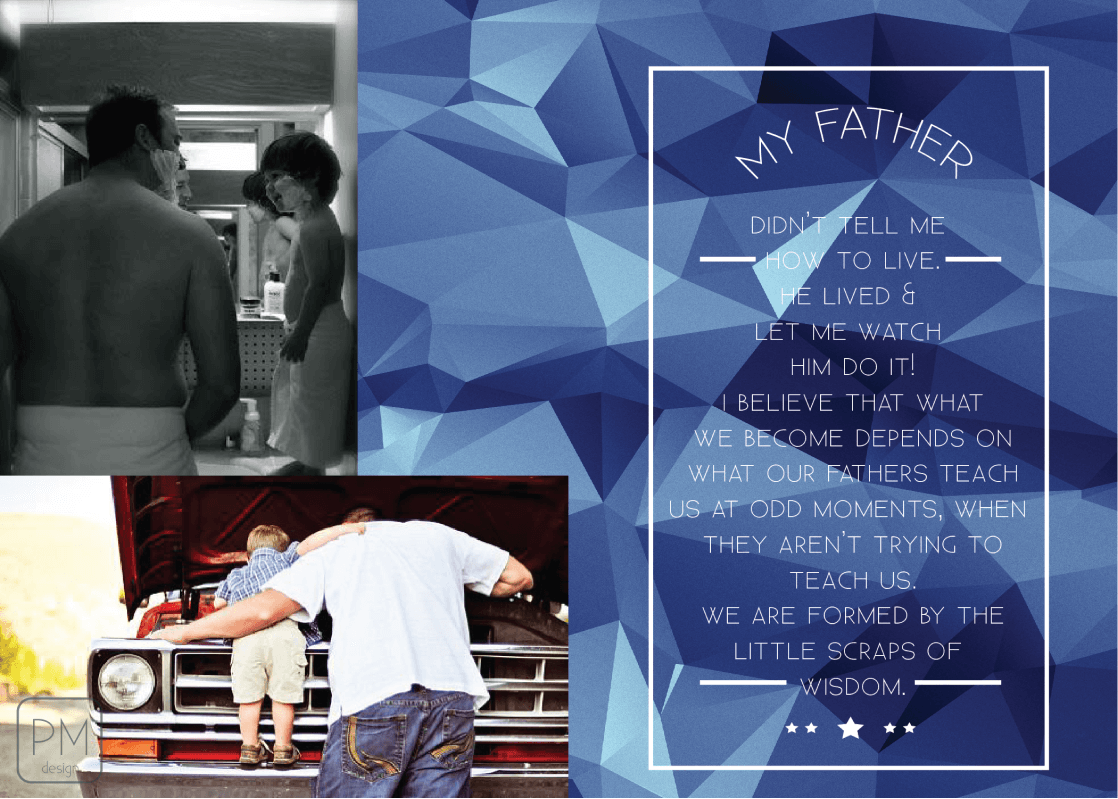 MY FATHER
DIDN'T TELL ME
HOW TO LIVE.
HE LIVED &
LET ME WATCH
HIM DO IT!
I BELIEVE THAT WHAT
WE BECOME DEPENDS ON
WHAT OUR FATHERS TEACH
US AT ODD MOMENTS, WHEN
THEY AREN'T TRYING TO
TEACH US.
WE ARE FORMED BY THE
LITTLE SCRAPS OF
WISDOM.
PM
design